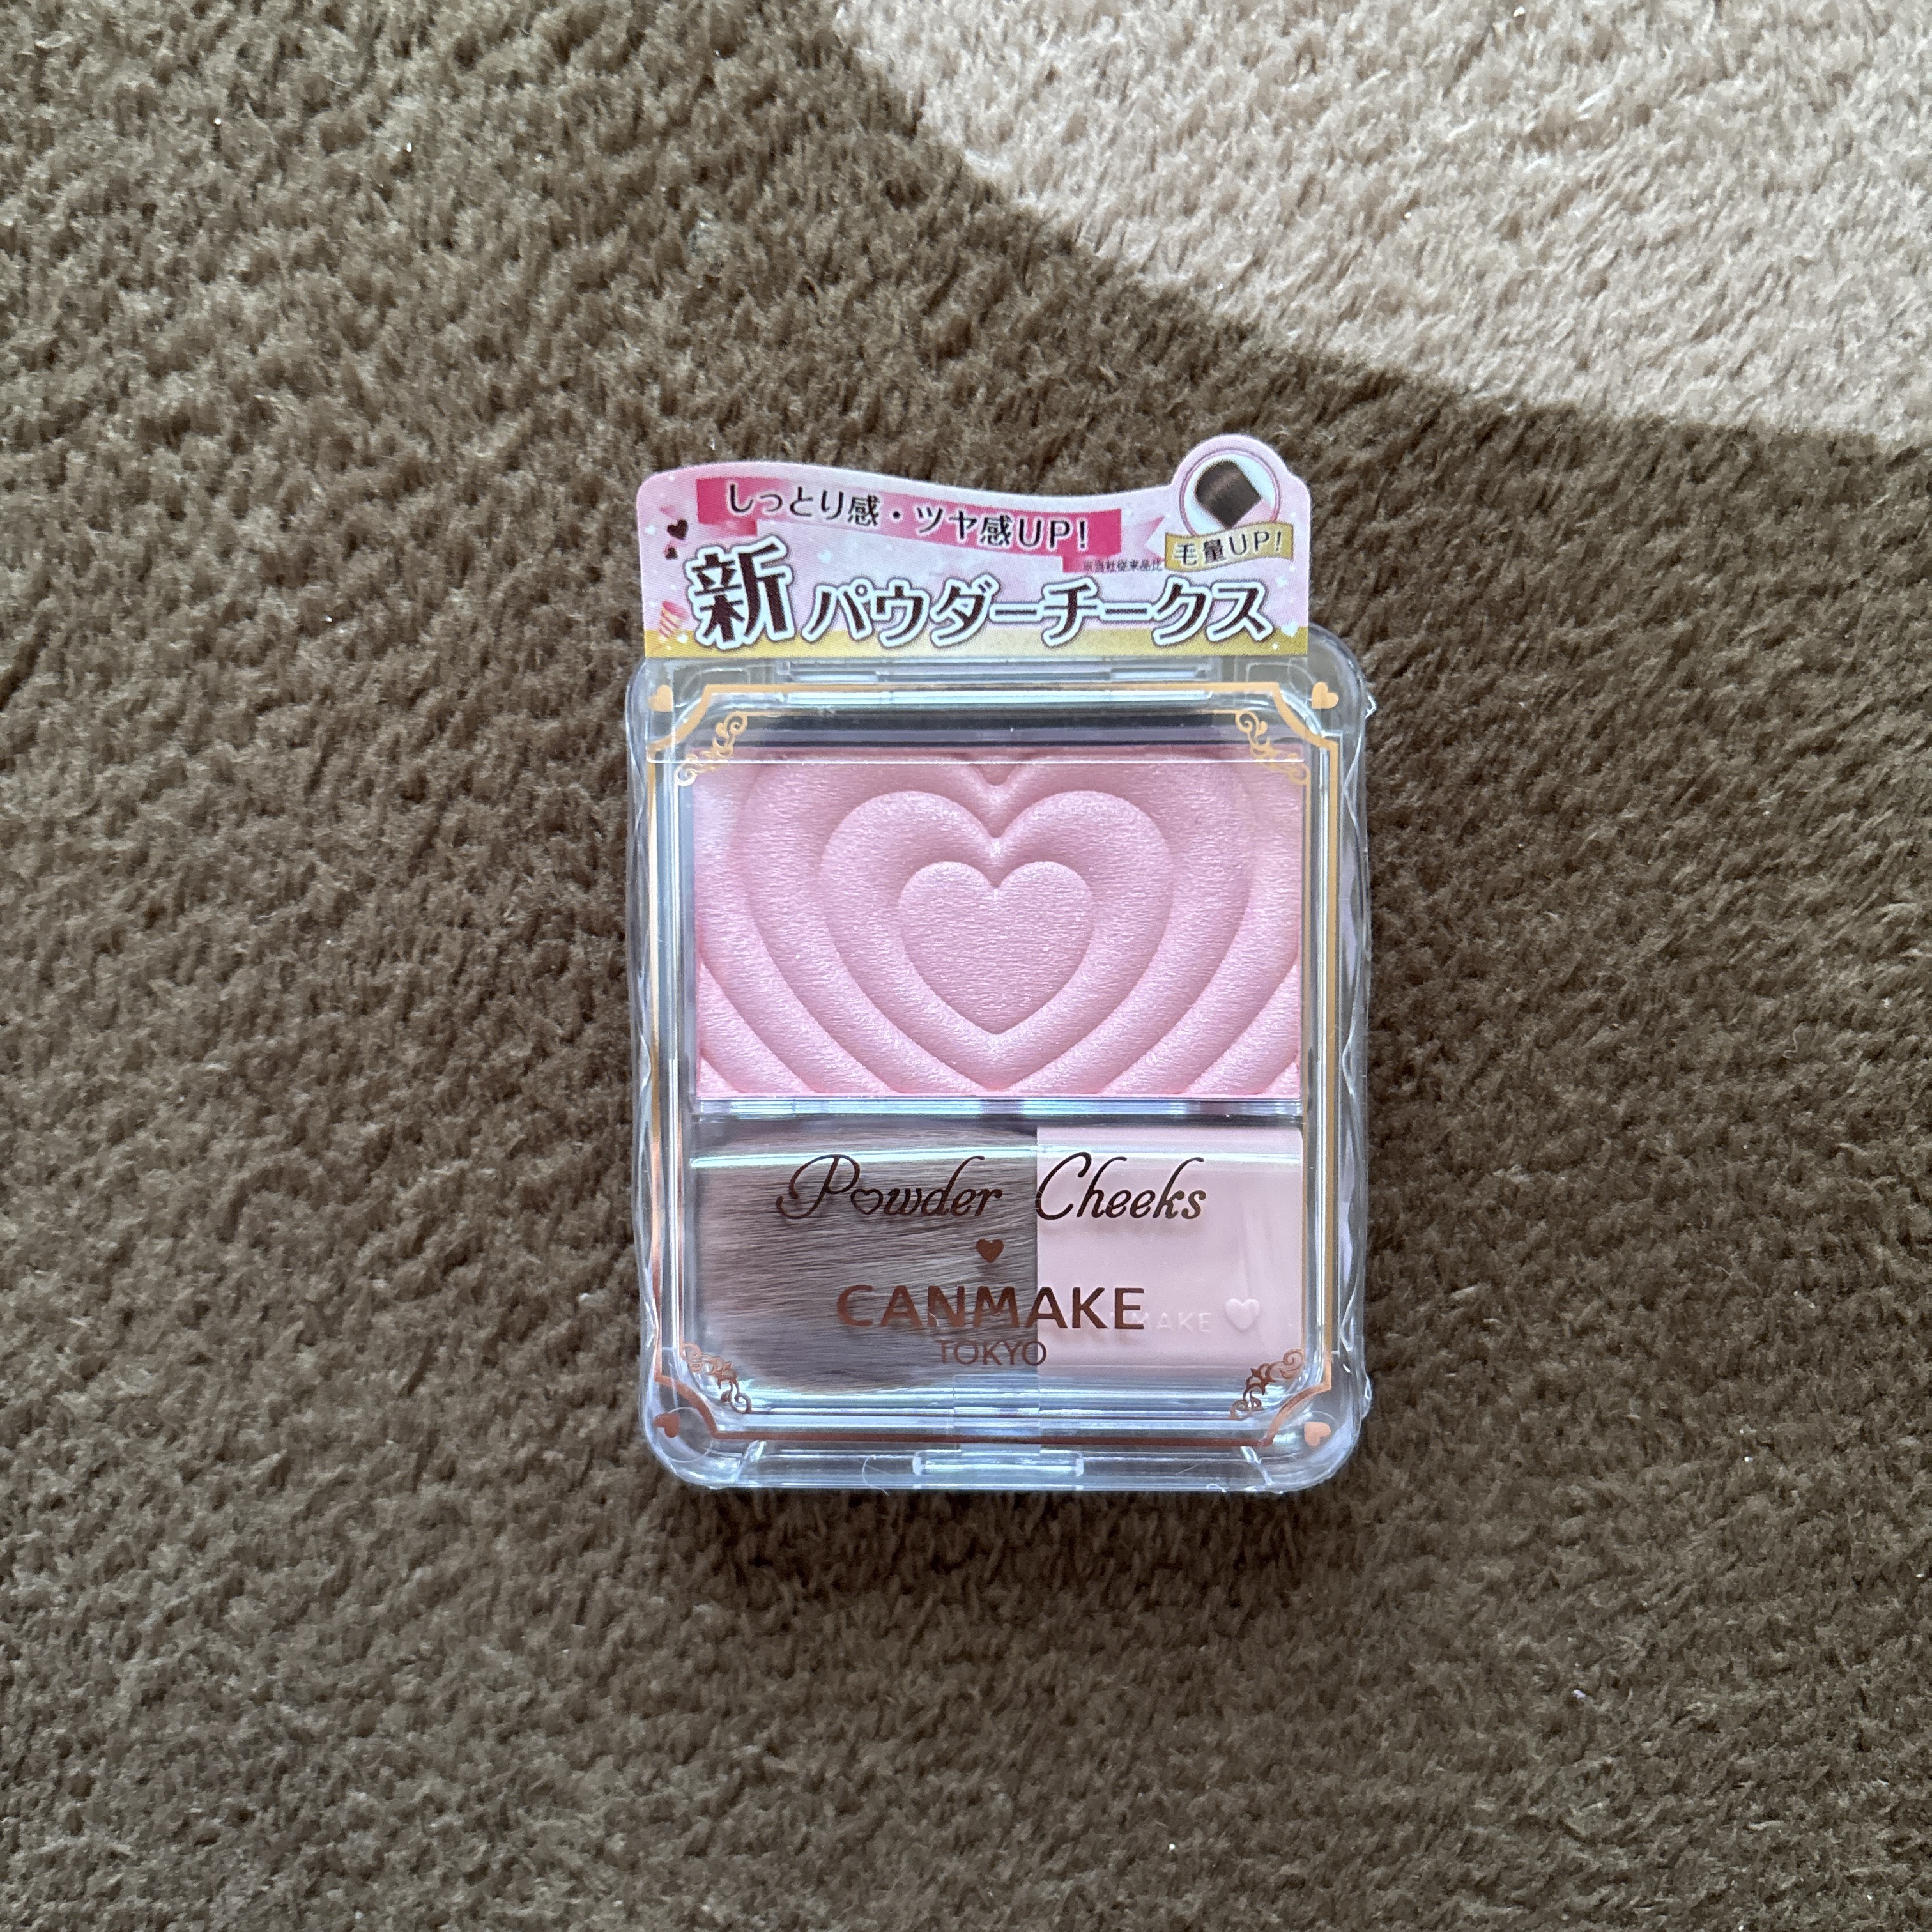 しっとり感・ツヤ感UP!
毛量UP!
※当社従来品比
新パウダーチークス
Powder Cheeks
CANMAKE
TOKYO
MAKE